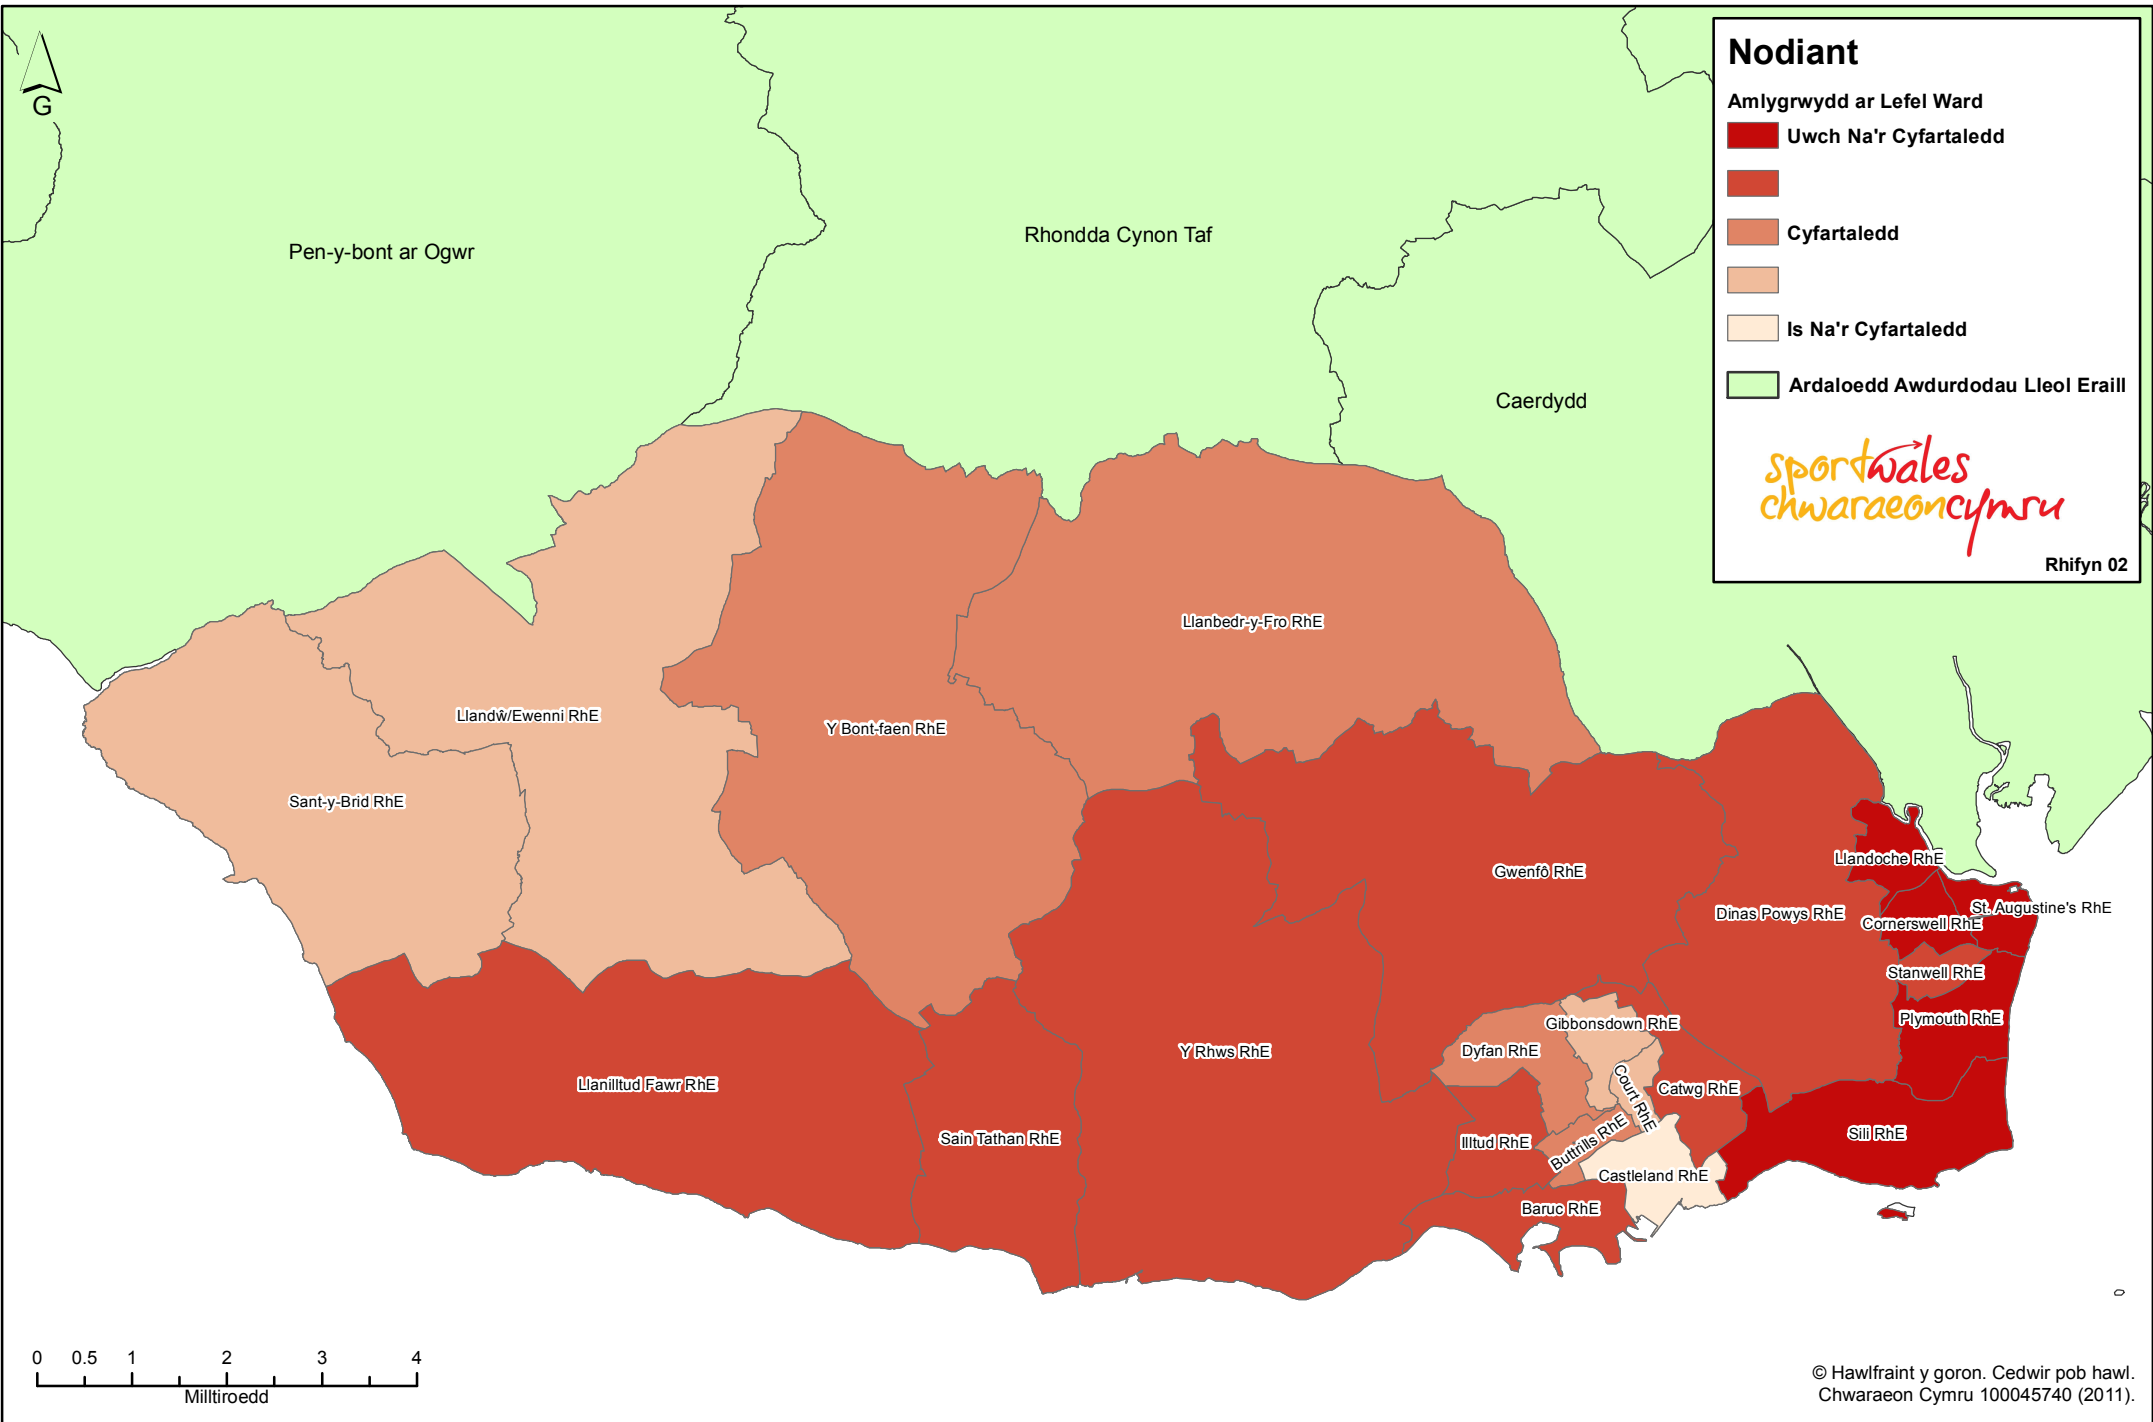 G
Pen-y-bont ar Ogwr
Rhondda Cynon Taf
Caerdydd
Nodiant
Amlygrwydd ar Lefel Ward
Uwch Na'r Cyfartaledd
Cyfartaledd
Is Na'r Cyfartaledd
Ardaloedd Awdurdodau Lleol Eraill
sportwales
chwaraeoncymru
Rhifyn 02
Llanbedr-y-Fro RhE
Llandŵ/Ewenni RhE
Y Bont-faen RhE
Sant-y-Brid RhE
Gwenfô RhE
Llandoche RhE
Dinas Powys RhE
St. Augustine's RhE
Cornerswell RhE
Stanwell RhE
Plymouth RhE
Gibbonsdown RhE
Dyfan RhE
Y Rhws RhE
Llanilltud Fawr RhE
Court RhE
Catwg RhE
Sain Tathan RhE
Illtud RhE
Buttrills RhE
Sili RhE
Castleland RhE
Baruc RhE
0 0.5 1 2 3 4
Milltiroedd
© Hawlfraint y goron. Cedwir pob hawl.
Chwaraeon Cymru 100045740 (2011).